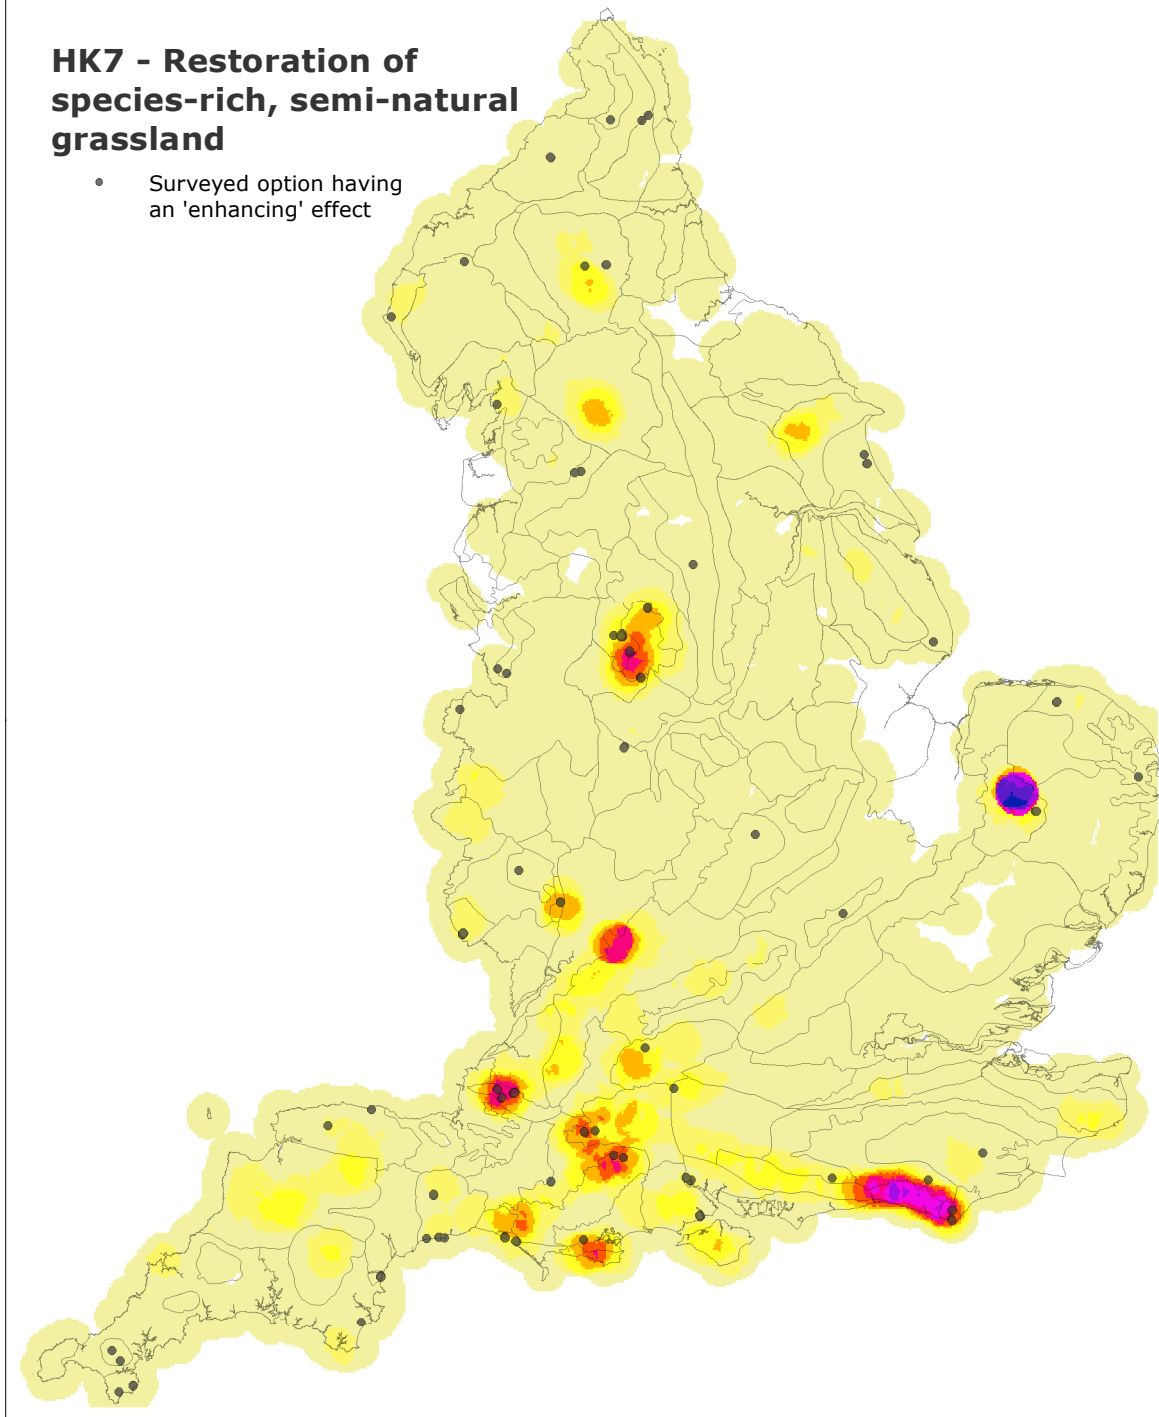 HK7 - Restoration of
species-rich, semi-natural
grassland
Surveyed option having
an 'enhancing' effect